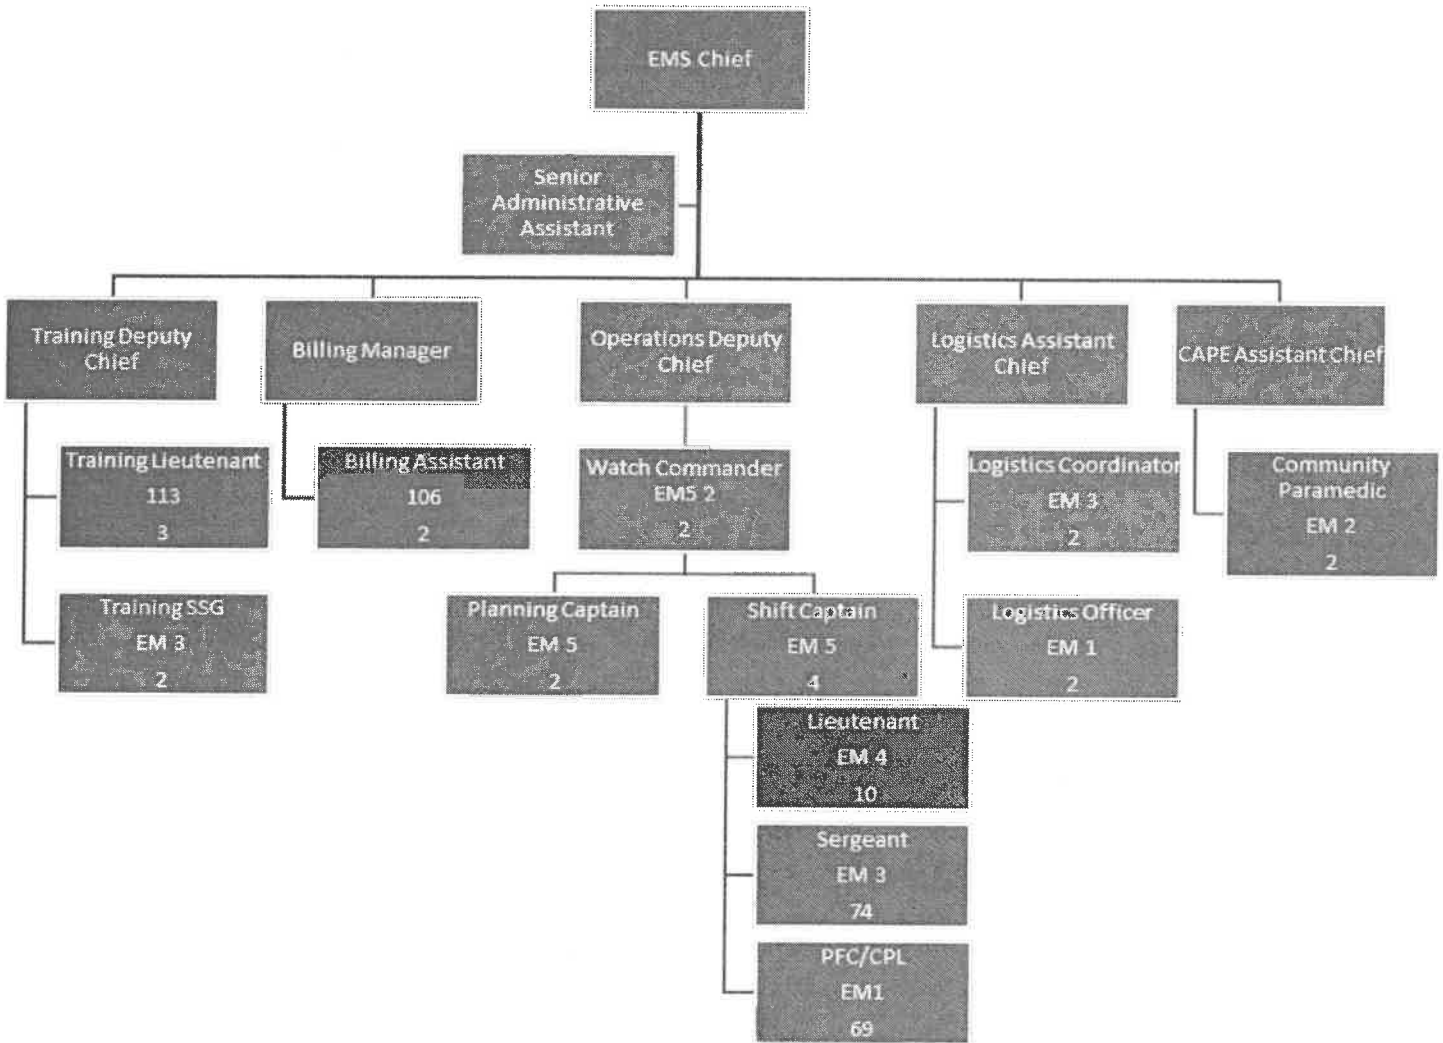 EMS Chief
Senior
Administrative
Assistant
Training Deputy
Chief
Billing Manager
Operations Deputy
Chief
Logistics Assistant
Chief
CAPE Assistant Chief
Training Lieutenant
113
3
Billing Assistant
106
2
Watch Commander
EMS 2
2
Logistics Coordinator
EM 3
2
Community
Paramedic
EM 2
2
Training SSG
EM 3
2
Planning Captain
EM 5
2
Shift Captain
EM 5
4
Logistics Officer
EM 1
2
Lieutenant
EM 4
10
Sergeant
EM 3
74
PFC/CPL
EM1
69